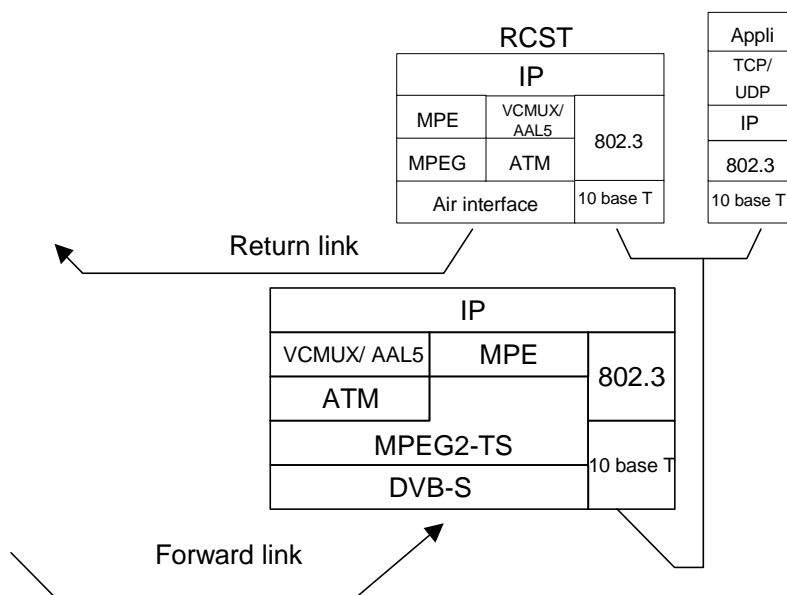 RCST
IP
MPE
VCMUX/
AAL5
802.3
MPEG
ATM
Air interface
10 base T
Appli
TCP/
UDP
IP
802.3
10 base T
Return link
IP
VCMUX/ AAL5
MPE
802.3
ATM
MPEG2-TS
10 base T
DVB-S
Forward link